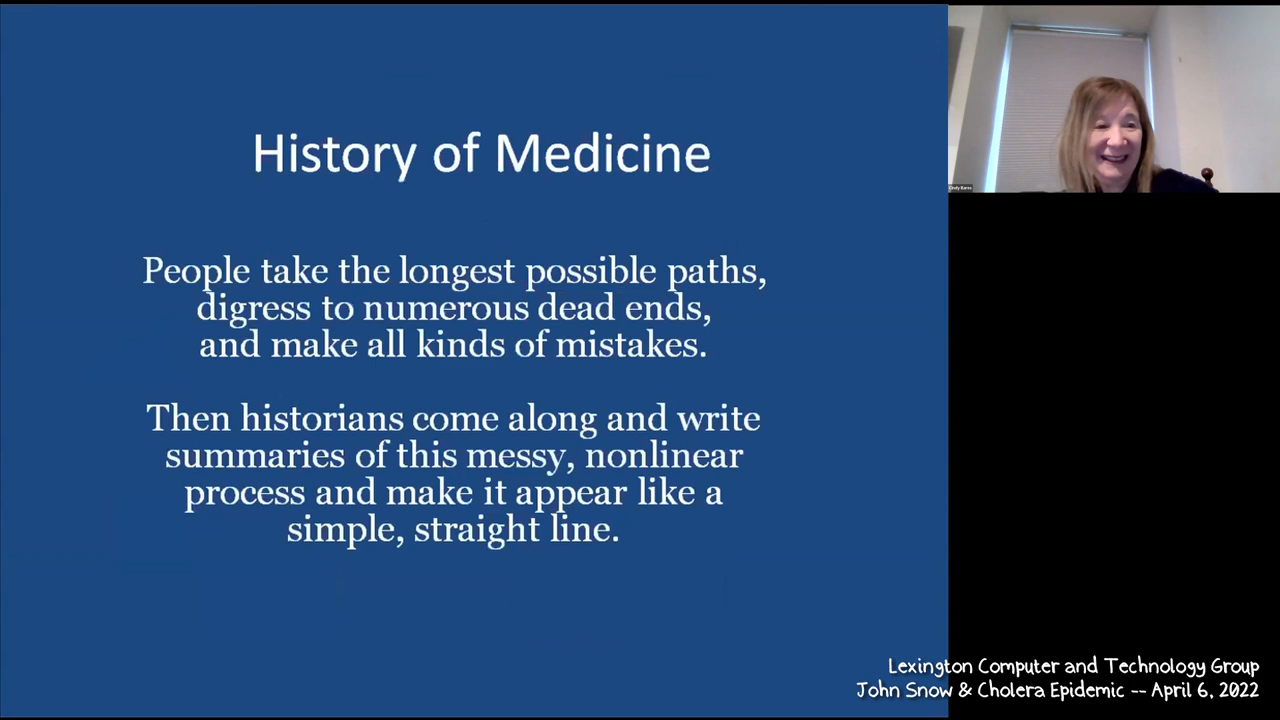 History of Medicine
People take the longest possible paths,
digress to numerous dead ends,
and make all kinds of mistakes.
Then historians come along and write
summaries of this messy, nonlinear
process and make it appear like a
simple, straight line.
Lexington Computer and Technology Group
John Snow & Cholera Epidemic -- April 6, 2022